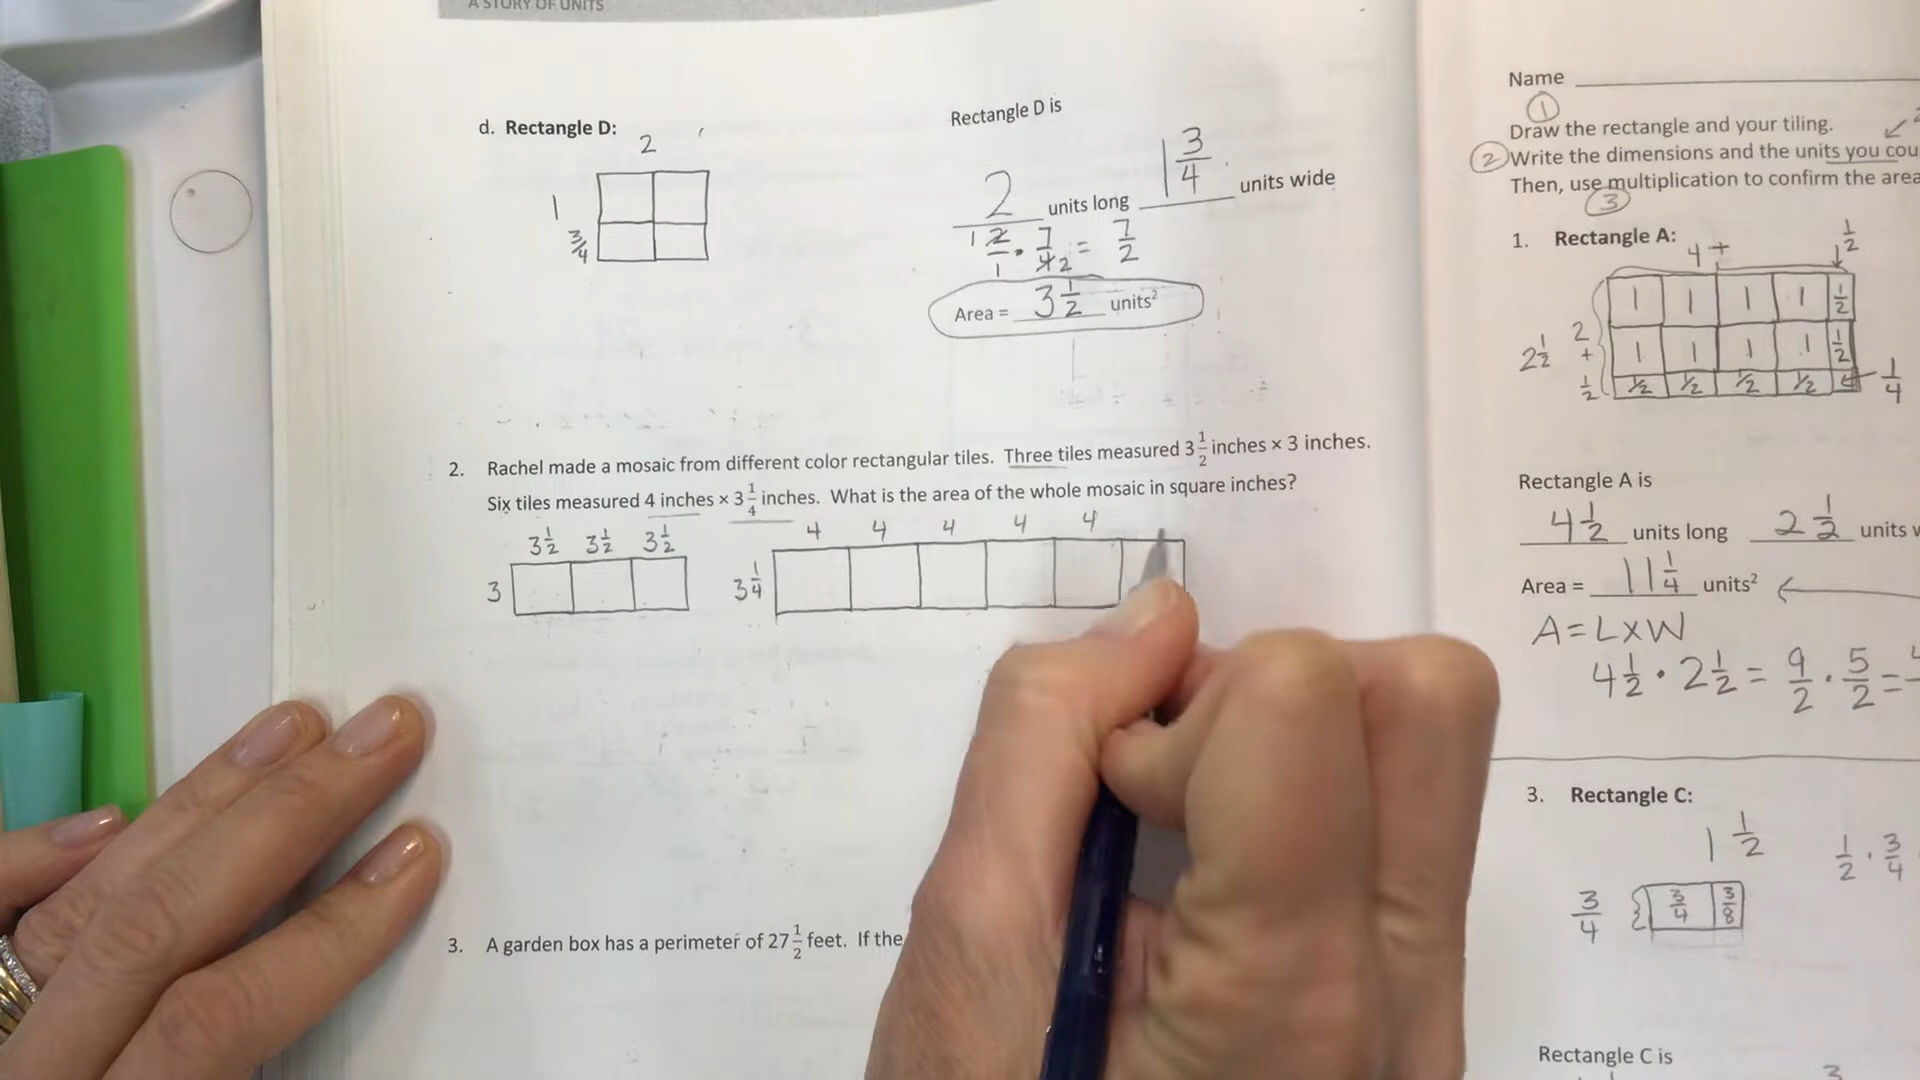 A STORY OF UNITS
d. Rectangle D:
2
1
3/4
Rectangle D is
2 units long 1 3/4 units wide
1 2/1 · 7/4 2 = 7/2
Area = 3 1/2 units²
2. Rachel made a mosaic from different color rectangular tiles. Three tiles measured 3 1/2 inches × 3 inches.
Six tiles measured 4 inches × 3 1/4 inches. What is the area of the whole mosaic in square inches?
3 1/2 3 1/2 3 1/2
3
4 4 4 4 4
3 1/4
3. A garden box has a perimeter of 27 1/2 feet. If the
Name
1
Draw the rectangle and your tiling.
2 Write the dimensions and the units you cou
Then, use multiplication to confirm the area
3
1. Rectangle A:
4 + 1/2
1 1 1 1 1/2
2 1/2 2 + 1/2
1 1 1 1 1/2
1/2 1/2 1/2 1/2 1/4
Rectangle A is
4 1/2 units long 2 1/2 units
Area = 11 1/4 units²
A = L X W
4 1/2 · 2 1/2 = 9/2 · 5/2 =
3. Rectangle C:
1 1/2
1/2 · 3/4
3/4
3/4 3/8
Rectangle C is
3